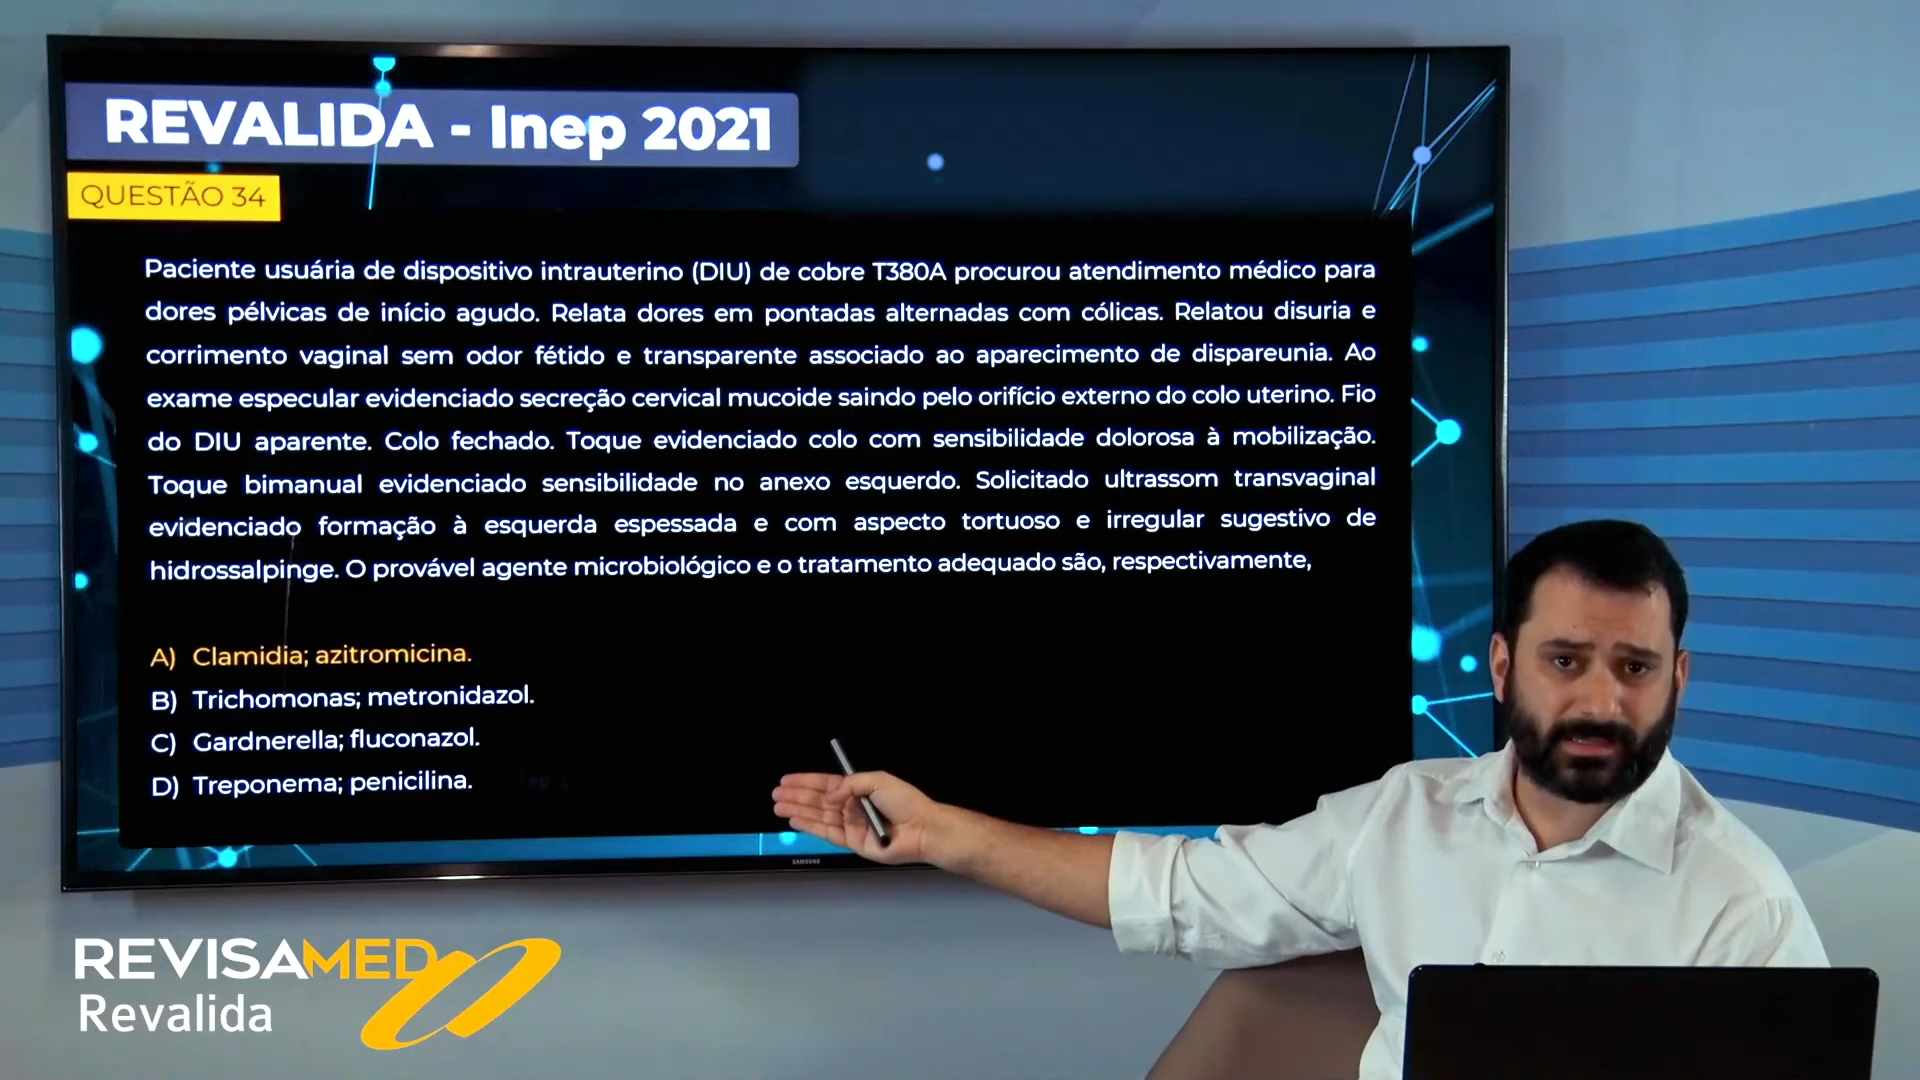 REVALIDA - Inep 2021
QUESTÃO 34
Paciente usuária de dispositivo intrauterino (DIU) de cobre T380A procurou atendimento médico para
dores pélvicas de início agudo. Relata dores em pontadas alternadas com cólicas. Relatou disuria e
corrimento vaginal sem odor fétido e transparente associado ao aparecimento de dispareunia. Ao
exame especular evidenciado secreção cervical mucoide saindo pelo orifício externo do colo uterino. Fio
do DIU aparente. Colo fechado. Toque evidenciado colo com sensibilidade dolorosa à mobilização.
Toque bimanual evidenciado sensibilidade no anexo esquerdo. Solicitado ultrassom transvaginal
evidenciado formação à esquerda espessada e com aspecto tortuoso e irregular sugestivo de
hidrossalpinge. O provável agente microbiológico e o tratamento adequado são, respectivamente,
A) Clamidia; azitromicina.
B) Trichomonas; metronidazol.
C) Gardnerella; fluconazol.
D) Treponema; penicilina.
SAMSUNG
REVISAMED
Revalida